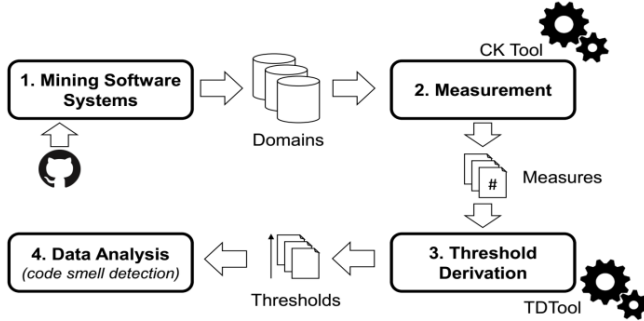 CK Tool
1. Mining Software
Systems
2. Measurement
Domains
#
Measures
4. Data Analysis
(code smell detection)
3. Threshold
Derivation
Thresholds
TDTool